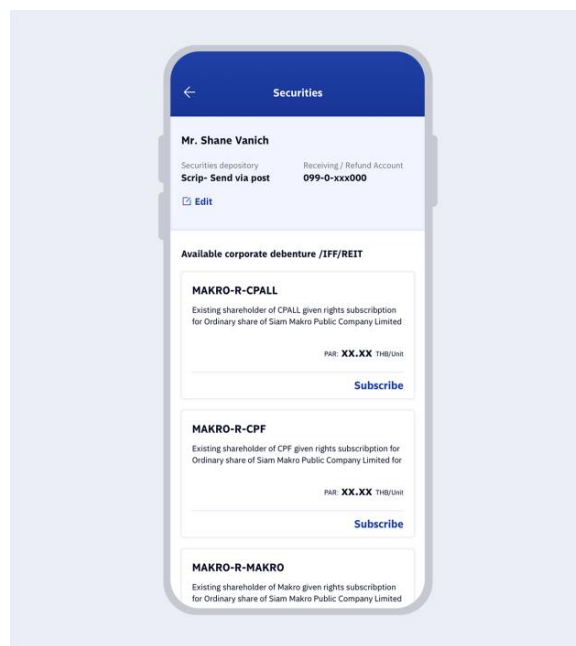 Securities
Mr. Shane Vanich
Securities depository
Receiving / Refund Account
Scrip- Send via post
099-0-xxx000
Edit
Available corporate debenture /IFF/REIT
MAKRO-R-CPALL
Existing shareholder of CPALL given rights subscribption
for Ordinary share of Siam Makro Public Company Limited
PAR: XX.XX THB/Unit
Subscribe
MAKRO-R-CPF
Existing shareholder of CPF given rights subscribption for
Ordinary share of Siam Makro Public Company Limited for
PAR: XX.XX THB/Unit
Subscribe
MAKRO-R-MAKRO
Existing shareholder of Makro given rights subscribption
for Ordinary share of Siam Makro Public Company Limited